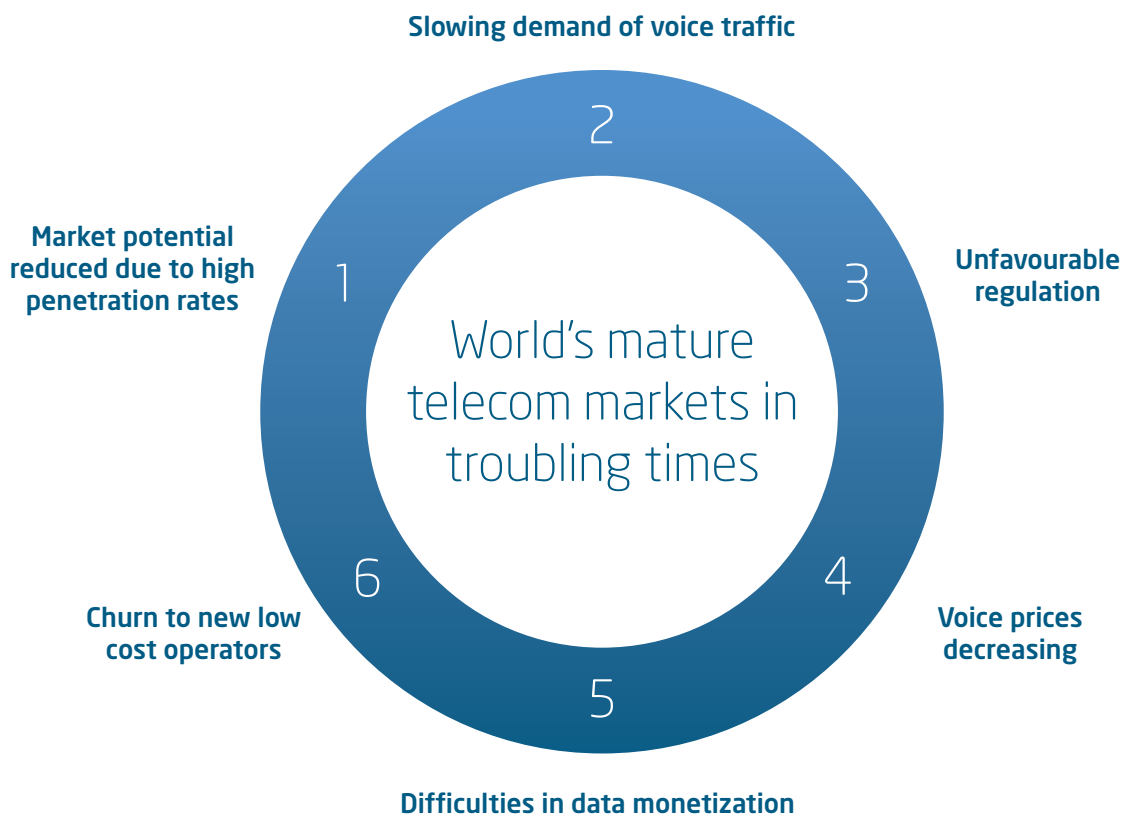 Slowing demand of voice traffic
2
Market potential
reduced due to high
penetration rates
1
3
Unfavourable
regulation
World's mature
telecom markets in
troubling times
6
4
Churn to new low
cost operators
Voice prices
decreasing
5
Difficulties in data monetization